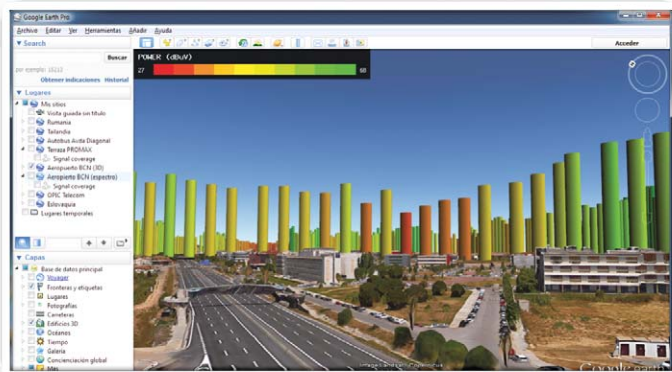 Google Earth Pro
Archivo Editar Ver Herramientas Añadir Ayuda
Search
Buscar
por ejemplo: 10212
Obtener indicaciones Historial
Lugares
Mis sitios
Visita guiada sin título
Rumania
Tailandia
Autobus Avda Diagonal
Terraza PROMAX
Signal coverage
Aeropuerto BCN (3D)
Aeropuerto BCN (espectro)
Signal coverage
OPIC Telecom
Eslovaquia
Lugares temporales
Capas
Base de datos principal
Voyager
Fronteras y etiquetas
Lugares
Fotografías
Carreteras
Edificios 3D
Océanos
Tiempo
Galería
Concienciación global
Más
Acceder
POWER (dBuV)
27
Google earth